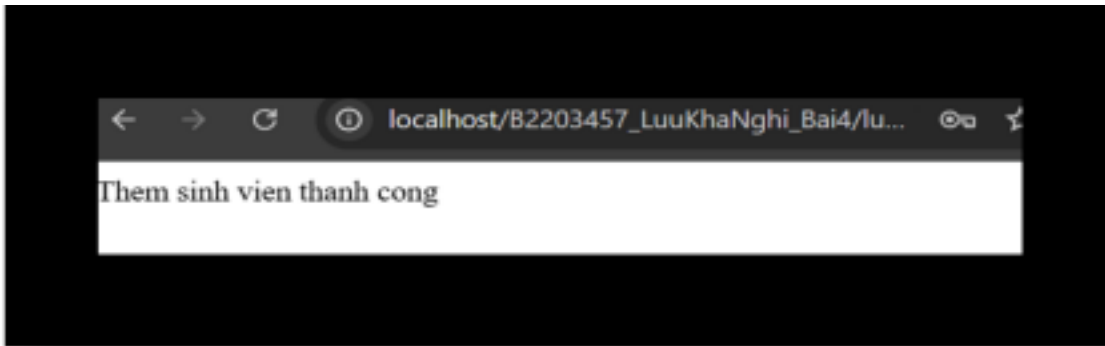 localhost/B2203457_LuuKhaNghi_Bai4/lu...
Them sinh vien thanh cong